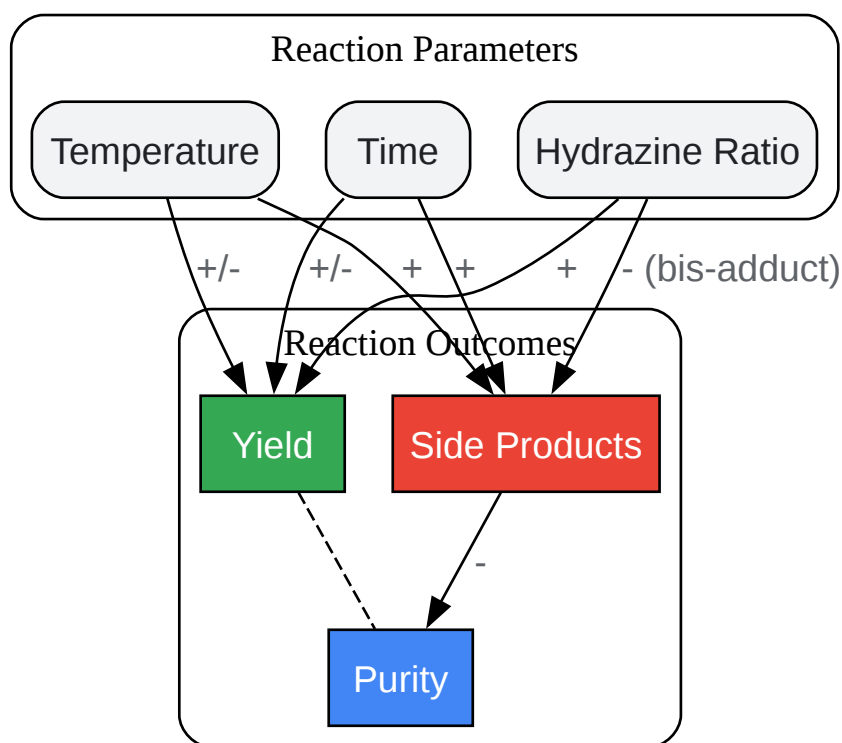 Reaction Parameters
Temperature Time Hydrazine Ratio
+/- +/- + + + - (bis-adduct)
Reaction Outcomes
Yield Side Products
-
Purity